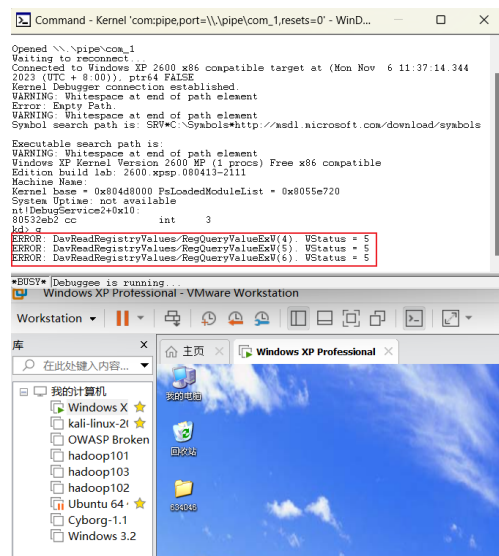 Command - Kernel 'com:pipe,port=\\.\pipe\com_1,resets=0' - WinD...
Opened \\.\pipe\com_1
Waiting to reconnect...
Connected to Windows XP 2600 x86 compatible target at (Mon Nov  6 11:37:14.344
2023 (UTC + 8:00)), ptr64 FALSE
Kernel Debugger connection established.
WARNING: Whitespace at end of path element
Error: Empty Path.
WARNING: Whitespace at end of path element
Symbol search path is: SRV*C:\Symbols*http://msdl.microsoft.com/download/symbols
Executable search path is:
WARNING: Whitespace at end of path element
Windows XP Kernel Version 2600 MP (1 procs) Free x86 compatible
Edition build lab: 2600.xpsp.080413-2111
Machine Name:
Kernel base = 0x804d8000 PsLoadedModuleList = 0x8055e720
System Uptime: not available
nt!DebugService2+0x10:
80532eb2 cc              int     3
kd> g
ERROR: DavReadRegistryValues/RegQueryValueExW(4). WStatus = 5
ERROR: DavReadRegistryValues/RegQueryValueExW(5). WStatus = 5
ERROR: DavReadRegistryValues/RegQueryValueExW(6). WStatus = 5
*BUSY* Debuggee is running...
Windows XP Professional - VMware Workstation
Workstation
库
在此处键入内容...
主页
Windows XP Professional
我的计算机
Windows X
kali-linux-2
OWASP Broken
hadoop101
hadoop103
hadoop102
Ubuntu 64
Cyborg-1.1
Windows 3.2
我的电脑
回收站
634046